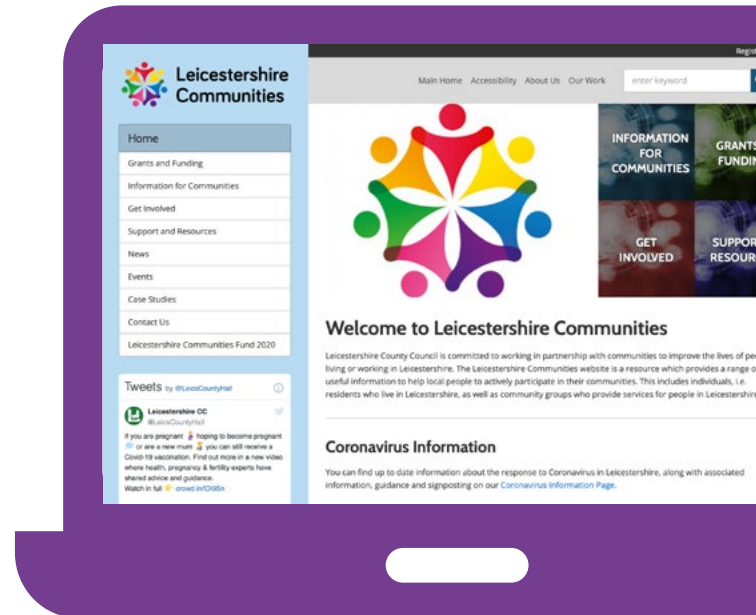 Regist
Leicestershire
Communities
Main Home Accessibility About Us Our Work
enter keyword
Home
Grants and Funding
Information for Communities
Get Involved
Support and Resources
News
Events
Case Studies
Contact Us
Leicestershire Communities Fund 2020
INFORMATION
FOR
COMMUNITIES
GRANTS
FUNDIN
GET
INVOLVED
SUPPOR
RESOUR
Welcome to Leicestershire Communities
Leicestershire County Council is committed to working in partnership with communities to improve the lives of pe
living or working in Leicestershire. The Leicestershire Communities website is a resource which provides a range o
useful information to help local people to actively participate in their communities. This includes individuals, i.e.
residents who live in Leicestershire, as well as community groups who provide services for people in Leicestershire
Coronavirus Information
You can find up to date information about the response to Coronavirus in Leicestershire, along with associated
information, guidance and signposting on our Coronavirus Information Page.
Tweets by @LeicsCountyHall
Leicestershire CC
@LeicsCountyHall
If you are pregnant 🤰 hoping to become pregnant
or are a new mum 🤱 you can still receive a
Covid-19 vaccination. Find out more in a new video
where health, pregnancy & fertility experts have
shared advice and guidance.
Watch in full 👉